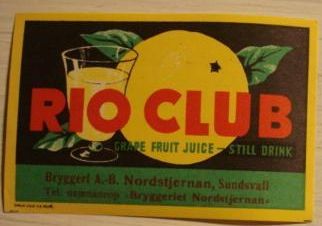 RIO CLUB
GRAPE FRUIT JUICE – STILL DRINK
Bryggeri A.-B. Nordstjernan, Sundsvall
Tel. namnanrop »Bryggeriet Nordstjernan»